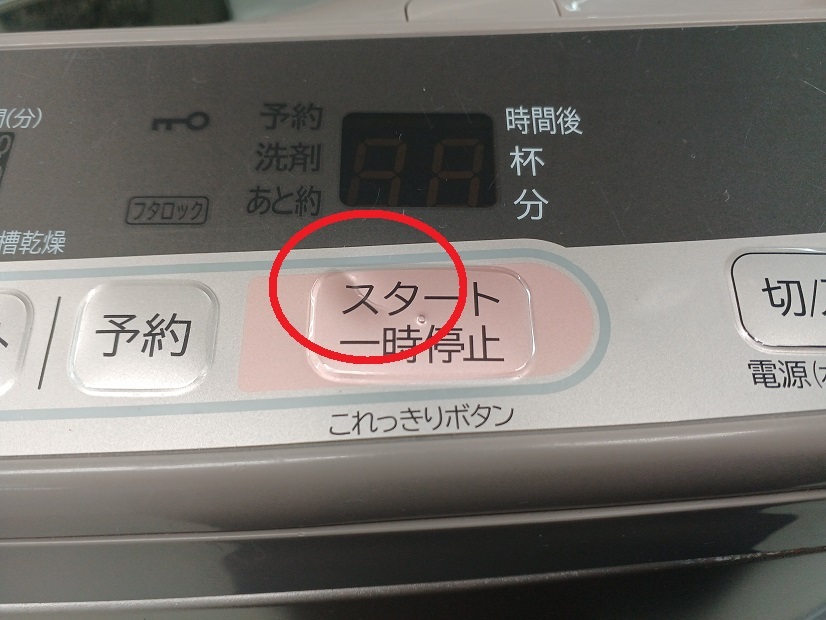 (分)
予約
洗剤
あと約
時間後
杯
分
フタロック
槽乾燥
予約
スタート
一時停止
切/
電源(
これっきりボタン